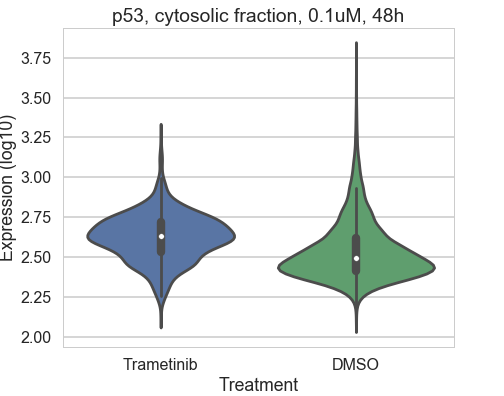 p53, cytosolic fraction, 0.1uM, 48h
3.75
3.50
3.25
3.00
2.75
2.50
2.25
2.00
Expression (log10)
Trametinib DMSO
Treatment